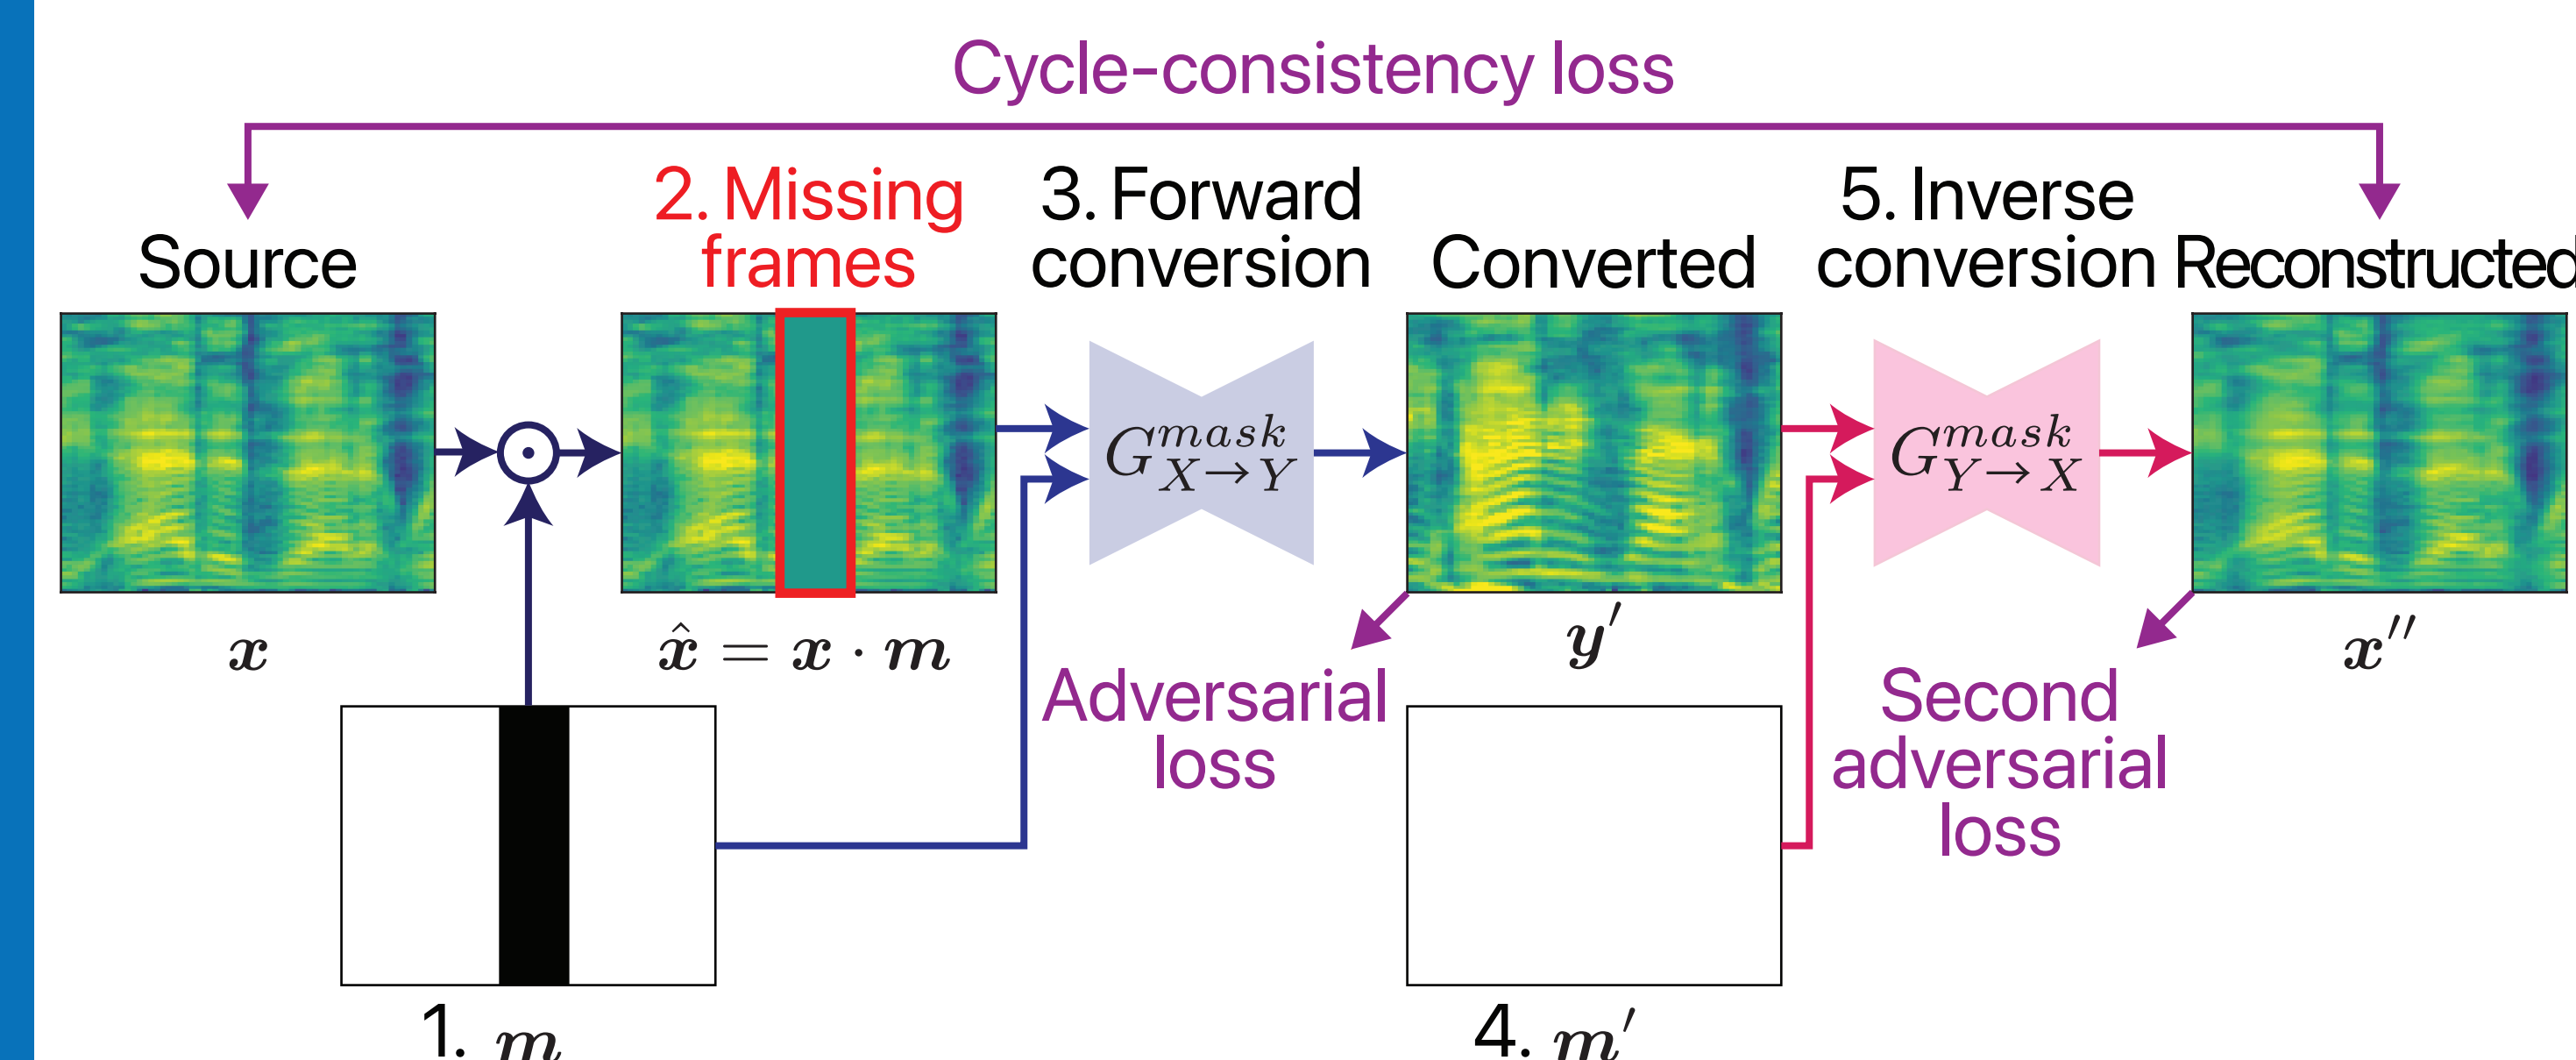 Cycle-consistency loss
Source
2. Missing
frames
3. Forward
conversion
Converted
5. Inverse
conversion
Reconstructed
G^{mask}_{X→Y}
G^{mask}_{Y→X}
x
x̂ = x · m
y′
x′′
Adversarial
loss
Second
adversarial
loss
1. m
4. m′